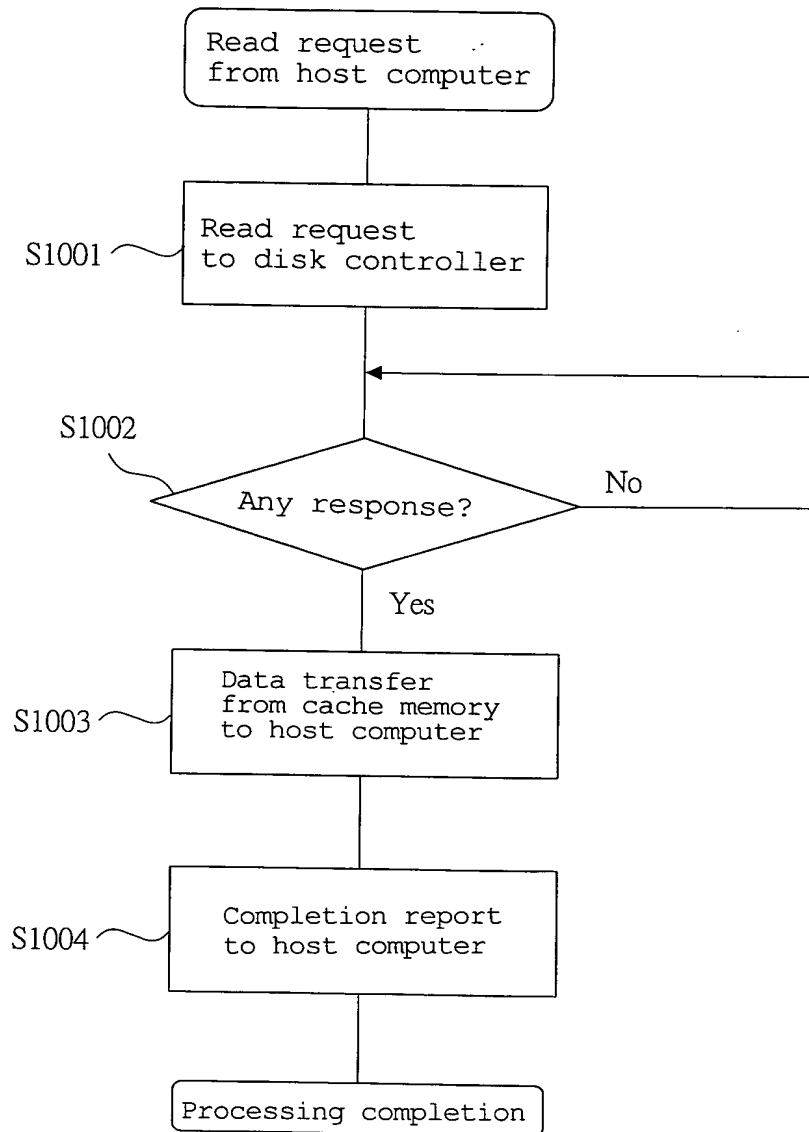 Read request
from host computer
S1001
Read request
to disk controller
S1002
Any response?
No
Yes
S1003
Data transfer
from cache memory
to host computer
S1004
Completion report
to host computer
Processing completion